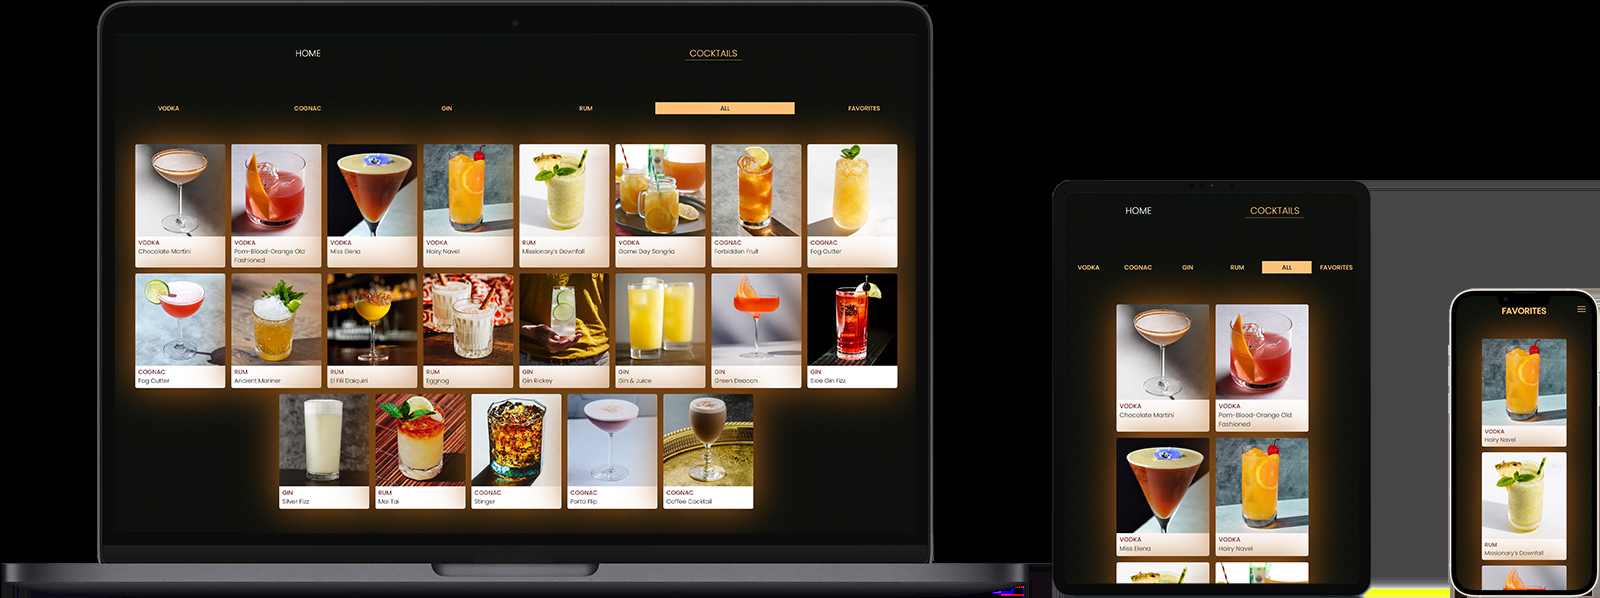 HOME COCKTAILS
VODKA COGNAC GIN RUM ALL FAVORITES
VODKA
Chocolate Martini
VODKA
Pom-Blood-Orange Old
Fashioned
VODKA
Miss Elena
VODKA
Hairy Navel
RUM
Missionary's Downfall
VODKA
Game Day Sangria
COGNAC
Forbidden Fruit
COGNAC
Fog Cutter
COGNAC
Fog Cutter
RUM
Ancient Mariner
RUM
El Fili Daiquiri
RUM
Eggnog
GIN
Gin Rickey
GIN
Gin & Juice
GIN
Green Deacon
GIN
Sloe Gin Fizz
GIN
Silver Fizz
RUM
Mai Tai
COGNAC
Stinger
COGNAC
Porto Flip
COGNAC
Coffee Cocktail
HOME COCKTAILS
VODKA COGNAC GIN RUM ALL FAVORITES
VODKA
Chocolate Martini
VODKA
Pom-Blood-Orange Old
Fashioned
VODKA
Miss Elena
VODKA
Hairy Navel
FAVORITES
VODKA
Hairy Navel
RUM
Missionary's Downfall